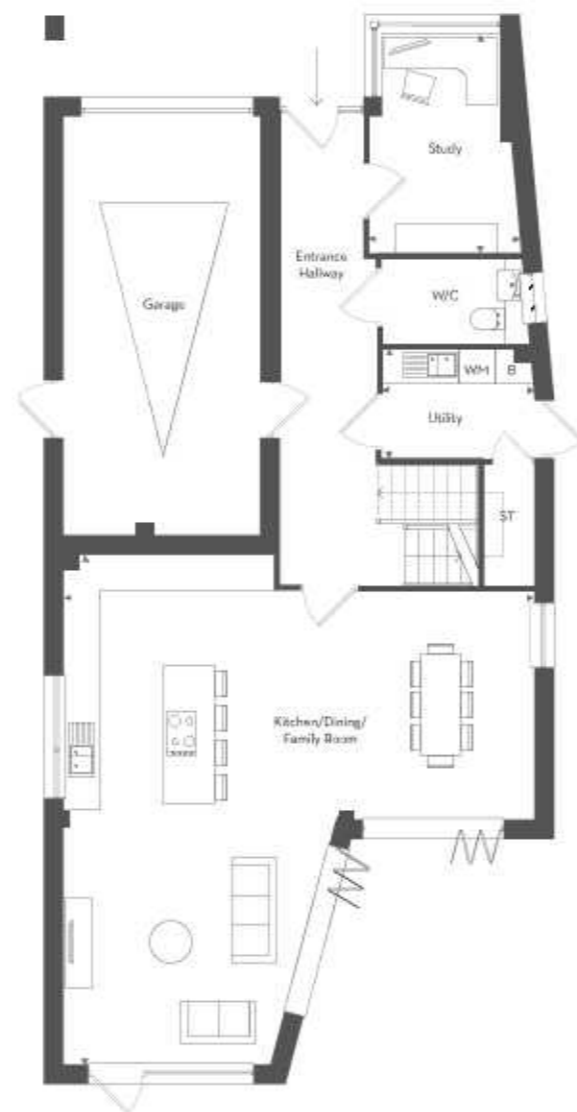 Study
Entrance
Hallway
W/C
Garage
WM
B
Utility
ST
Kitchen/Dining/
Family Room